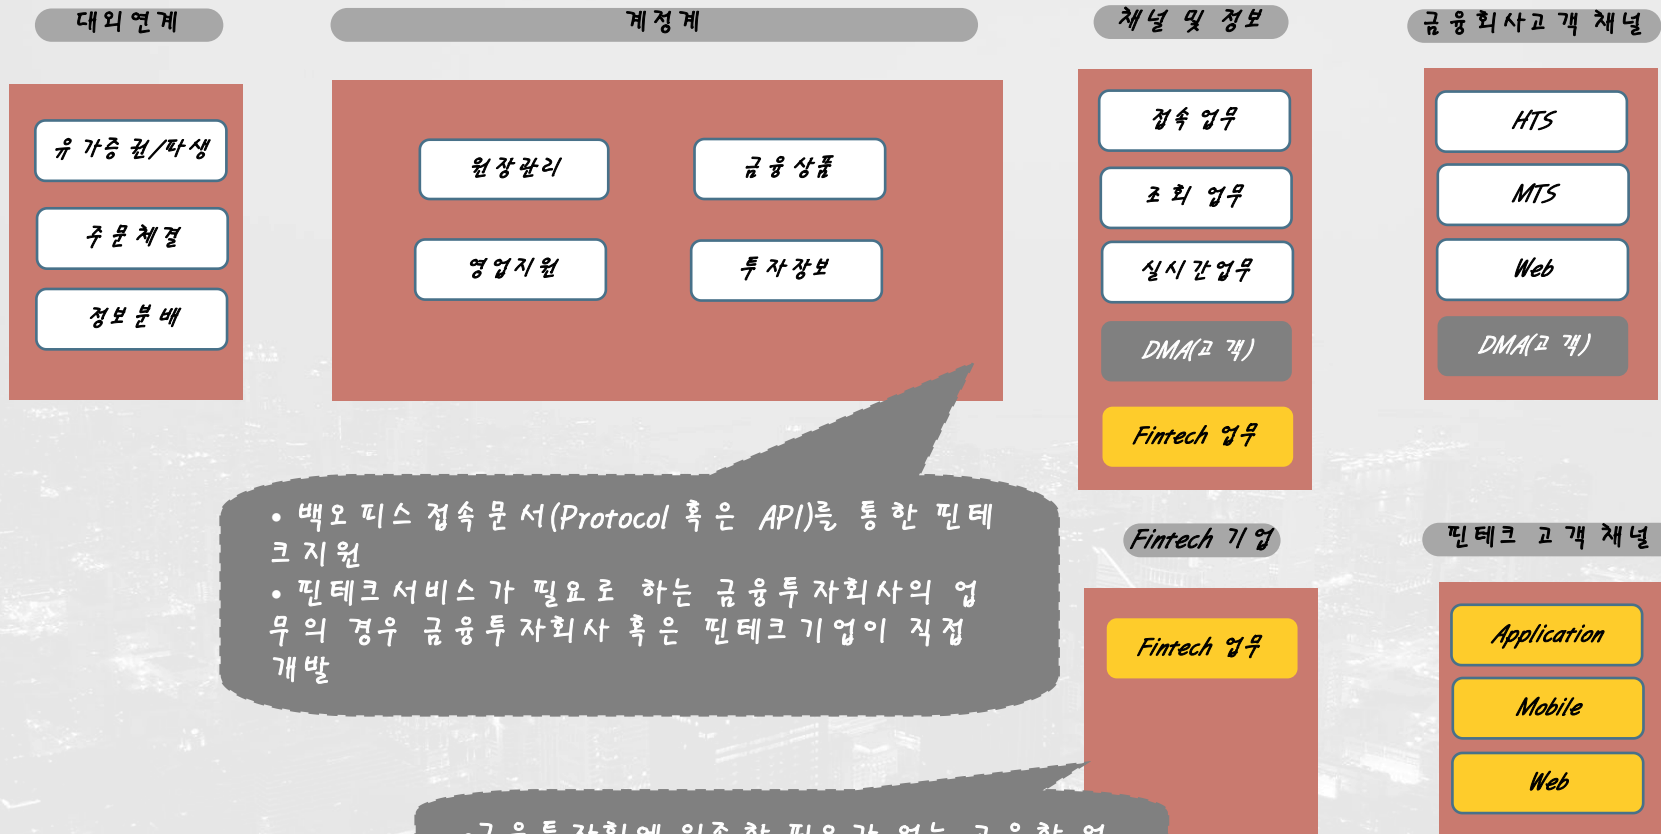 대외연계
계정계
채널 및 정보
금융회사고객 채널
유가증권/파생
주문체결
정보분배
원장관리
금융상품
영업지원
투자장보
접속업무
조회 업무
실시간업무
DMA(고객)
Fintech 업무
HTS
MTS
Web
DMA(고객)
• 백오피스 접속문서(Protocol 혹은 API)를 통한 핀테
크지원
• 핀테크서비스가 필요로 하는 금융투자회사의 업
무의 경우 금융투자회사 혹은 핀테크기업이 직접
개발
Fintech 기업
Fintech 업무
핀테크 고객 채널
Application
Mobile
Web